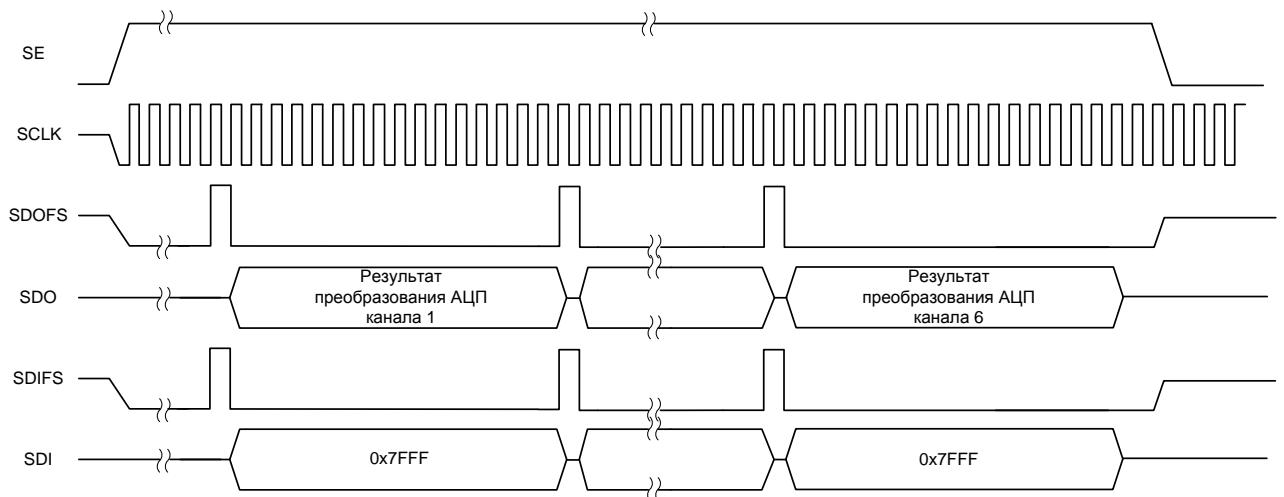 SE
SCLK
SDOFS
SDO
Результат
преобразования АЦП
канала 1
Результат
преобразования АЦП
канала 6
SDIFS
SDI
0x7FFF
0x7FFF